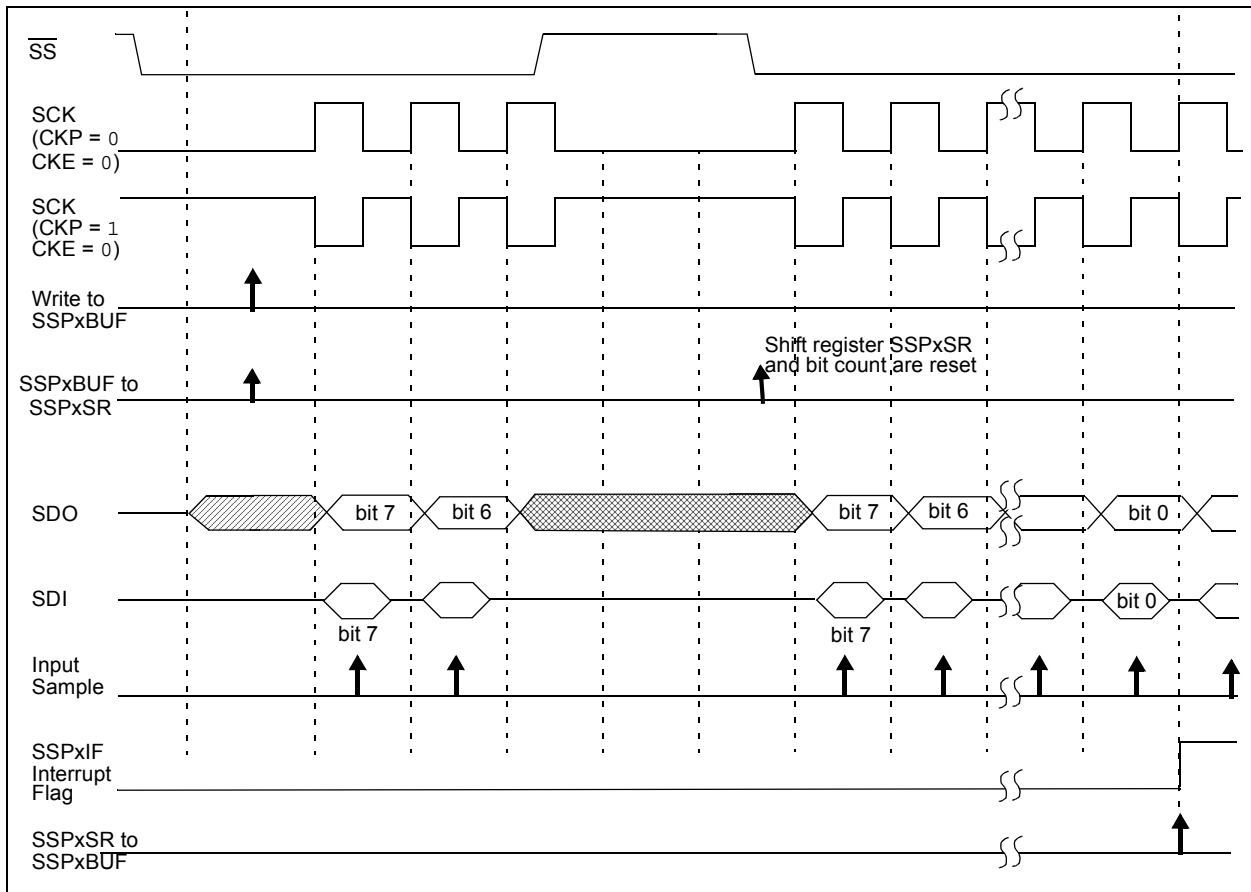 SS
SCK
(CKP = 0
CKE = 0)
SCK
(CKP = 1
CKE = 0)
Write to
SSPxBUF
Shift register SSPxSR
and bit count are reset
SSPxBUF to
SSPxSR
SDO
bit 7
bit 6
bit 7
bit 6
bit 0
SDI
bit 0
bit 7
bit 7
Input
Sample
SSPxIF
Interrupt
Flag
SSPxSR to
SSPxBUF